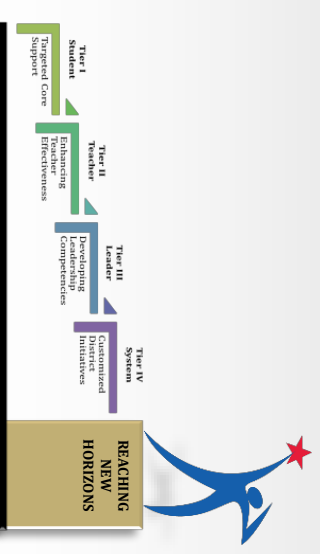 Tier I
Student
Targeted Core
Support
Tier II
Teacher
Enhancing
Teacher
Effectiveness
Tier III
Leader
Developing
Leadership
Competencies
Tier IV
System
Customized
District
Initiatives
REACHING
NEW
HORIZONS